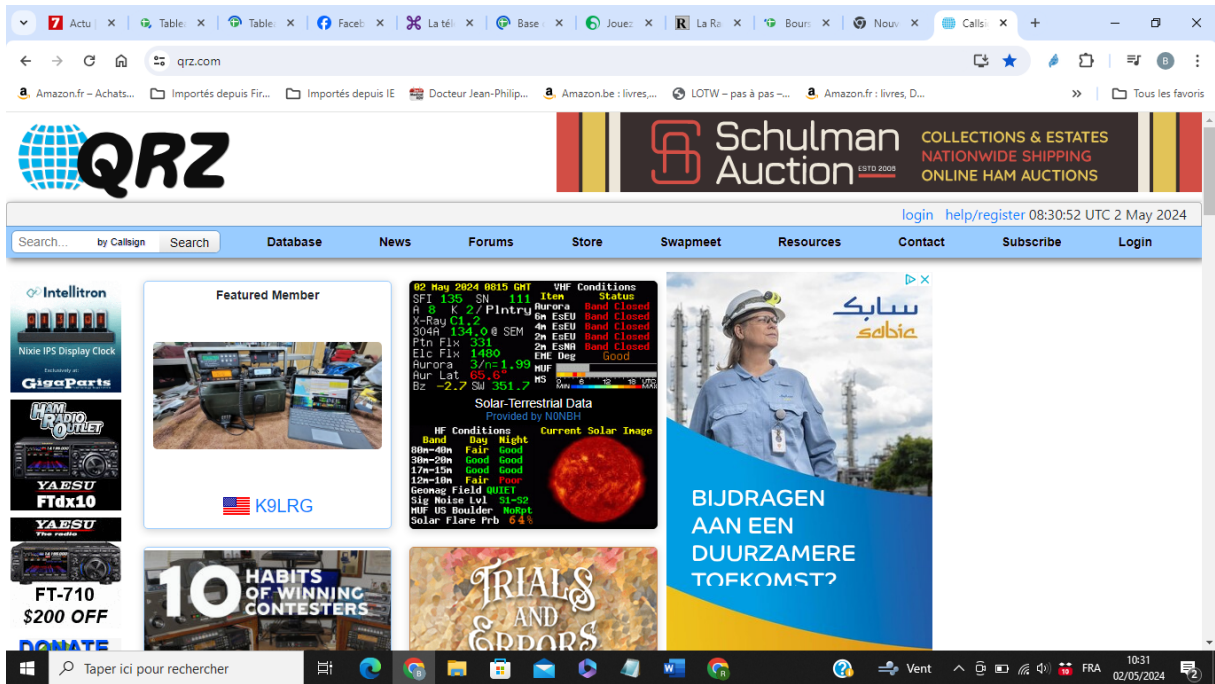 Actu
Table
Table
Faceb
La tél
Base
Jouez
La Ra
Bours
Nouv
Calls
qrz.com
B
Amazon.fr – Achats...
Importés depuis Fir...
Importés depuis IE
Docteur Jean-Philip...
Amazon.be : livres,...
LOTW – pas à pas –...
Amazon.fr : livres, D...
Tous les favoris
QRZ
Schulman
Auction
ESTD 2008
COLLECTIONS & ESTATES
NATIONWIDE SHIPPING
ONLINE HAM AUCTIONS
login help/register 08:30:52 UTC 2 May 2024
Search... by Callsign Search Database News Forums Store Swapmeet Resources Contact Subscribe Login
Intellitron
Nixie IPS Display Clock
Exclusively at:
GigaParts
HAM
RADIO
OUTLET
YAESU
FTdx10
YAESU
The radio
FT-710
$200 OFF
DONATE
Featured Member
K9LRG
10
HABITS
OF WINNING
CONTESTERS
02 May 2024 0815 GMT
SFI 135 SN 111
A 8 K 2/Plntry
X-Ray C1.2
304A 134.0 @ SEM
Ptn Flx 331
Elc Flx 1480
Aurora 3/n=1.99
Aur Lat 65.6°
Bz -2.7 SW 351.7
VHF Conditions
Item Status
Aurora Band Closed
6m EsEU Band Closed
4m EsEU Band Closed
2m EsEU Band Closed
2m EsNA Band Closed
EME Deg Good
MUF
MS
0 6 12 18 UTC
MIN MAX
Solar-Terrestrial Data
Provided by N0NBH
HF Conditions
Band Day Night
80m-40m Fair Good
30m-20m Good Good
17m-15m Good Good
12m-10m Fair Poor
Geomag Field QUIET
Sig Noise Lvl S1-S2
MUF US Boulder NoRpt
Solar Flare Prb 64%
Current Solar Image
TRIALS
AND
ERRORS
سابك
sabic
BIJDRAGEN
AAN EEN
DUURZAMERE
TOEKOMST?
Taper ici pour rechercher
Vent
FRA
10:31
02/05/2024
2